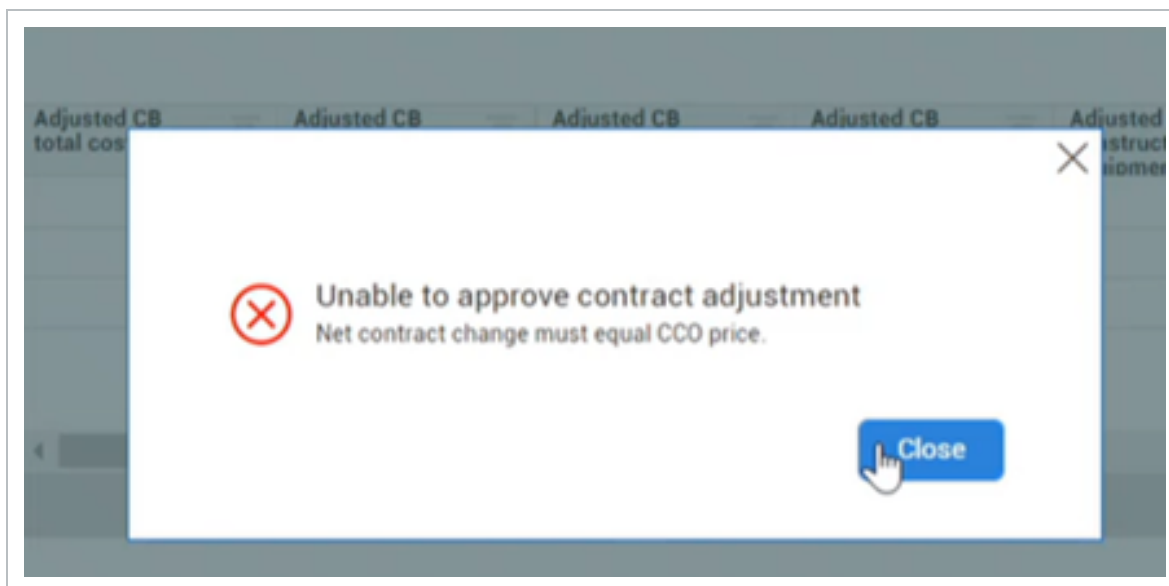 Adjusted CB Adjusted CB Adjusted CB Adjusted CB Adjusted
total cos
Unable to approve contract adjustment
Net contract change must equal CCO price.
Close